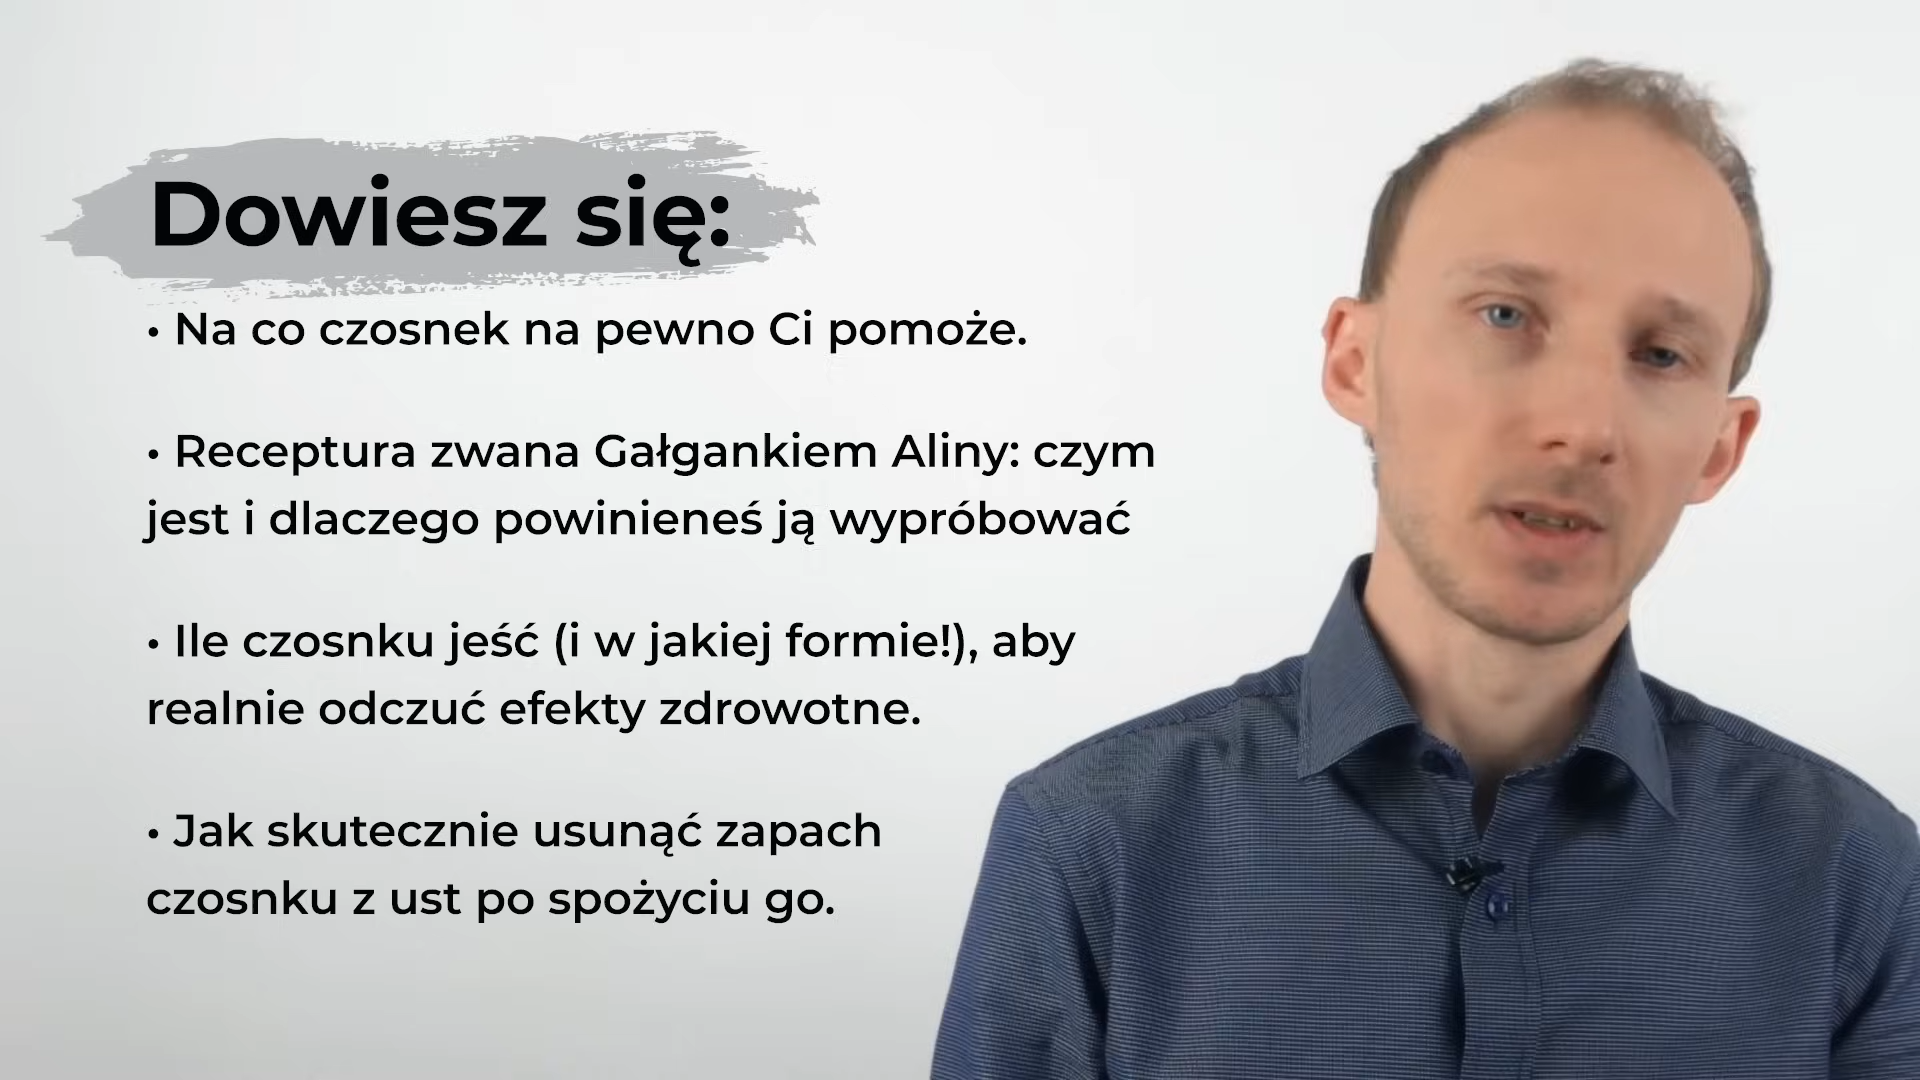 Dowiesz się:
• Na co czosnek na pewno Ci pomoże.
• Receptura zwana Gałgankiem Aliny: czym
jest i dlaczego powinieneś ją wypróbować
• Ile czosnku jeść (i w jakiej formie!), aby
realnie odczuć efekty zdrowotne.
• Jak skutecznie usunąć zapach
czosnku z ust po spożyciu go.